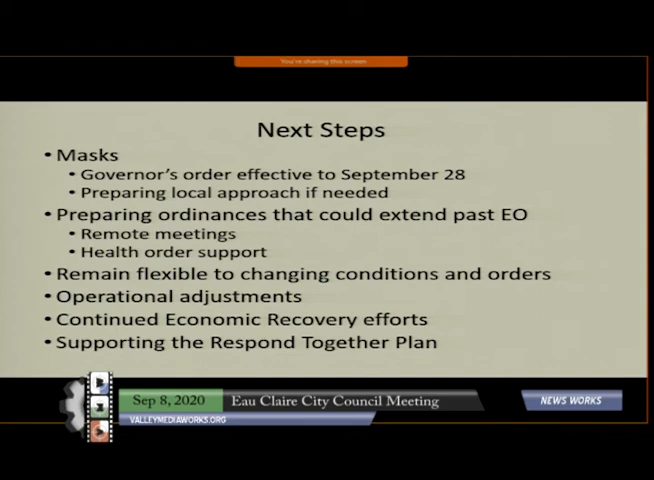 You're sharing this screen
Next Steps
• Masks
• Governor's order effective to September 28
• Preparing local approach if needed
• Preparing ordinances that could extend past EO
• Remote meetings
• Health order support
• Remain flexible to changing conditions and orders
• Operational adjustments
• Continued Economic Recovery efforts
• Supporting the Respond Together Plan
Sep 8, 2020 Eau Claire City Council Meeting NEWS WORKS
VALLEYMEDIAWORKS.ORG